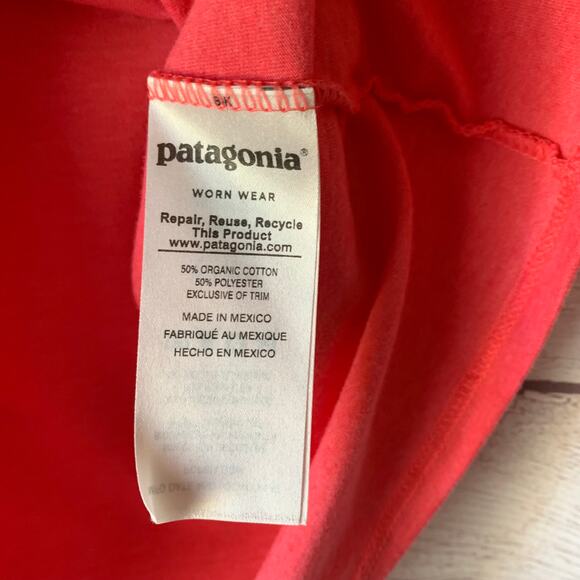 patagonia®
WORN WEAR
Repair, Reuse, Recycle
This Product
www.patagonia.com
50% ORGANIC COTTON
50% POLYESTER
EXCLUSIVE OF TRIM
MADE IN MEXICO
FABRIQUÉ AU MEXIQUE
HECHO EN MEXICO